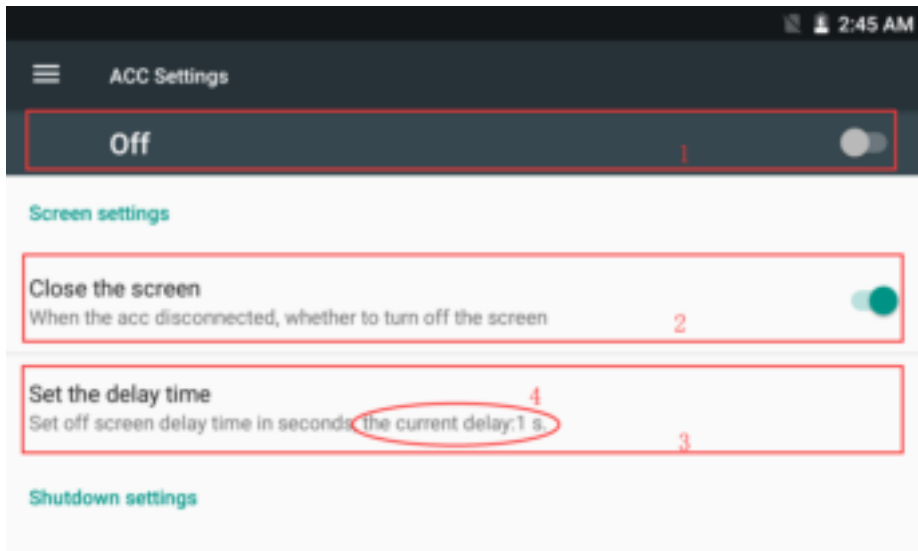 2:45 AM
ACC Settings
Off
1
Screen settings
Close the screen
When the acc disconnected, whether to turn off the screen
2
Set the delay time
4
Set off screen delay time in seconds, the current delay:1 s.
3
Shutdown settings